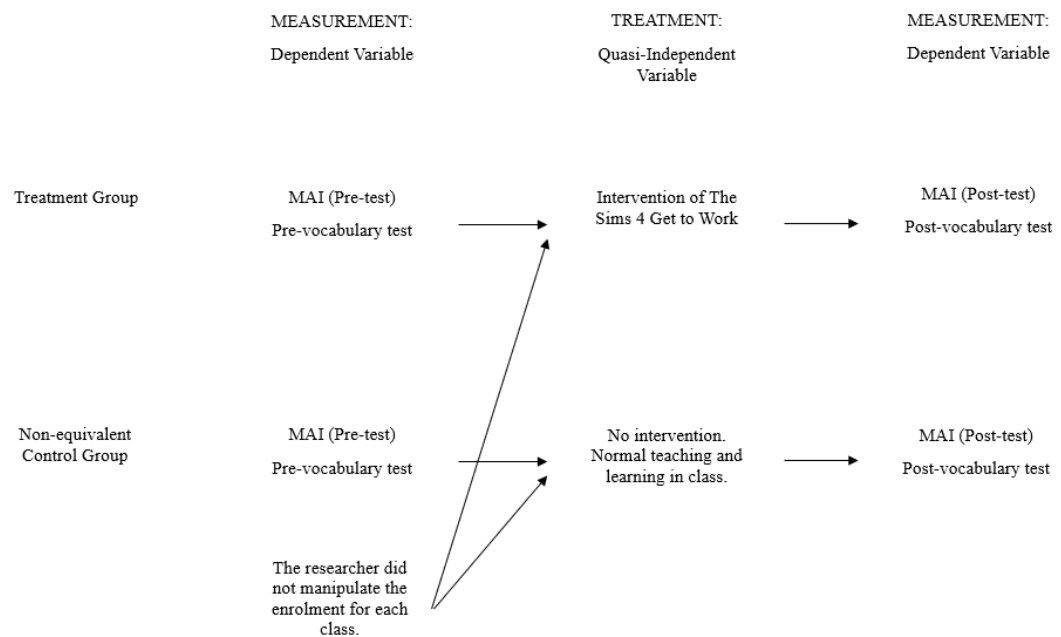 MEASUREMENT:
Dependent Variable
TREATMENT:
Quasi-Independent
Variable
MEASUREMENT:
Dependent Variable
Treatment Group
MAI (Pre-test)
Pre-vocabulary test
Intervention of The
Sims 4 Get to Work
MAI (Post-test)
Post-vocabulary test
Non-equivalent
Control Group
MAI (Pre-test)
Pre-vocabulary test
No intervention.
Normal teaching and
learning in class.
MAI (Post-test)
Post-vocabulary test
The researcher did
not manipulate the
enrolment for each
class.